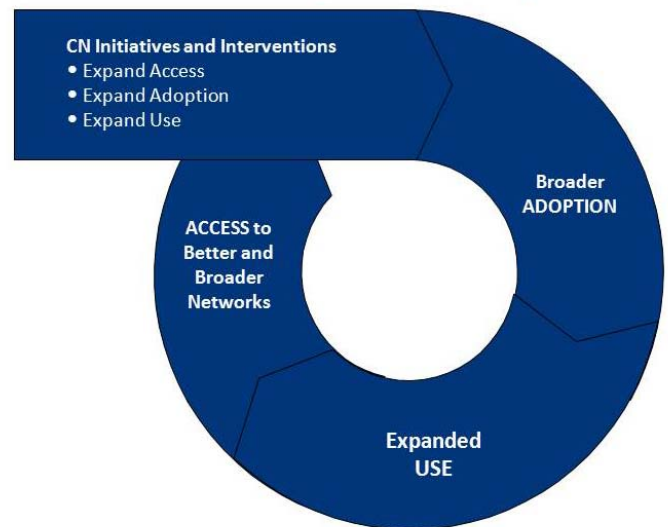 CN Initiatives and Interventions
• Expand Access
• Expand Adoption
• Expand Use
Broader
ADOPTION
Expanded
USE
ACCESS to
Better and
Broader
Networks